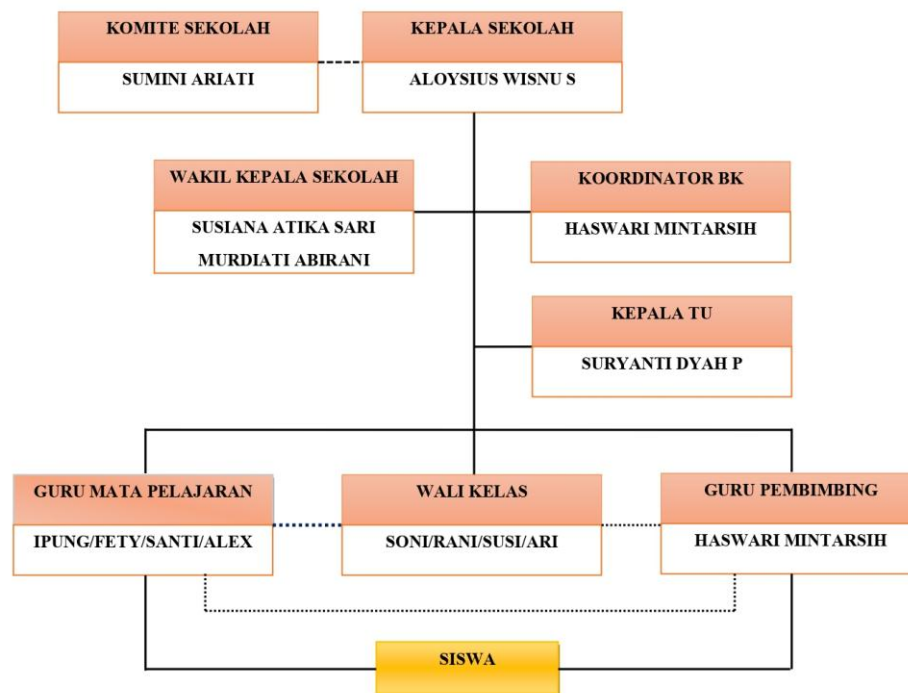 KOMITE SEKOLAH
SUMINI ARIATI
KEPALA SEKOLAH
ALOYSIUS WISNU S
WAKIL KEPALA SEKOLAH
SUSIANA ATIKA SARI
MURDIATI ABIRANI
KOORDINATOR BK
HASWARI MINTARSIH
KEPALA TU
SURYANTI DYAH P
GURU MATA PELAJARAN
IPUNG/FETY/SANTI/ALEX
WALI KELAS
SONI/RANI/SUSI/ARI
GURU PEMBIMBING
HASWARI MINTARSIH
SISWA